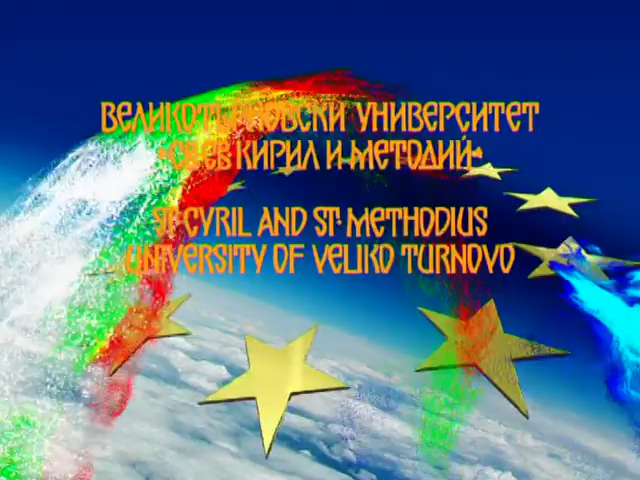 ВЕЛИКОТЪРНОВСКИ УНИВЕРСИТЕТ
«СВ. СВ. КИРИЛ И МЕТОДИЙ»
ST. CYRIL AND ST. METHODIUS
UNIVERSITY OF VELIKO TURNOVO